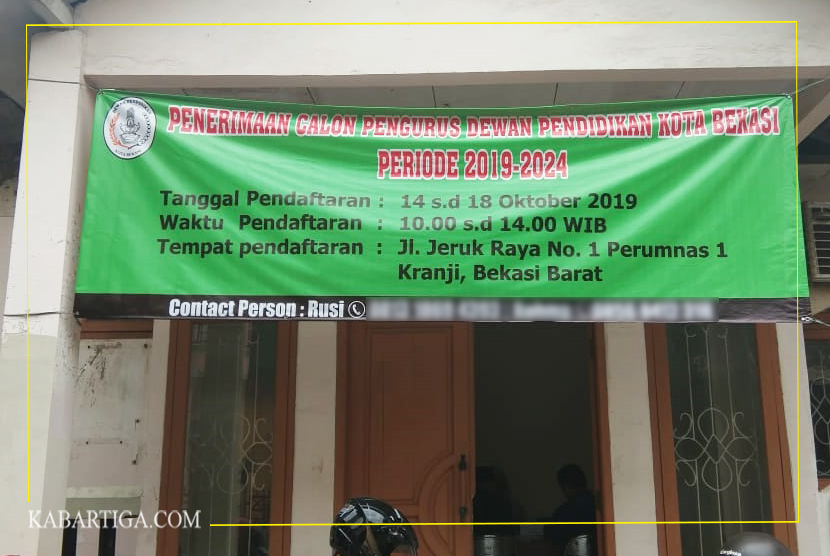 PENERIMAAN CALON PENGURUS DEWAN PENDIDIKAN KOTA BEKASI
PERIODE 2019-2024
Tanggal Pendaftaran : 14 s.d 18 Oktober 2019
Waktu Pendaftaran : 10.00 s.d 14.00 WIB
Tempat pendaftaran : Jl. Jeruk Raya No. 1 Perumnas 1
Kranji, Bekasi Barat
Contact Person : Rusi
KABARTIGA.COM